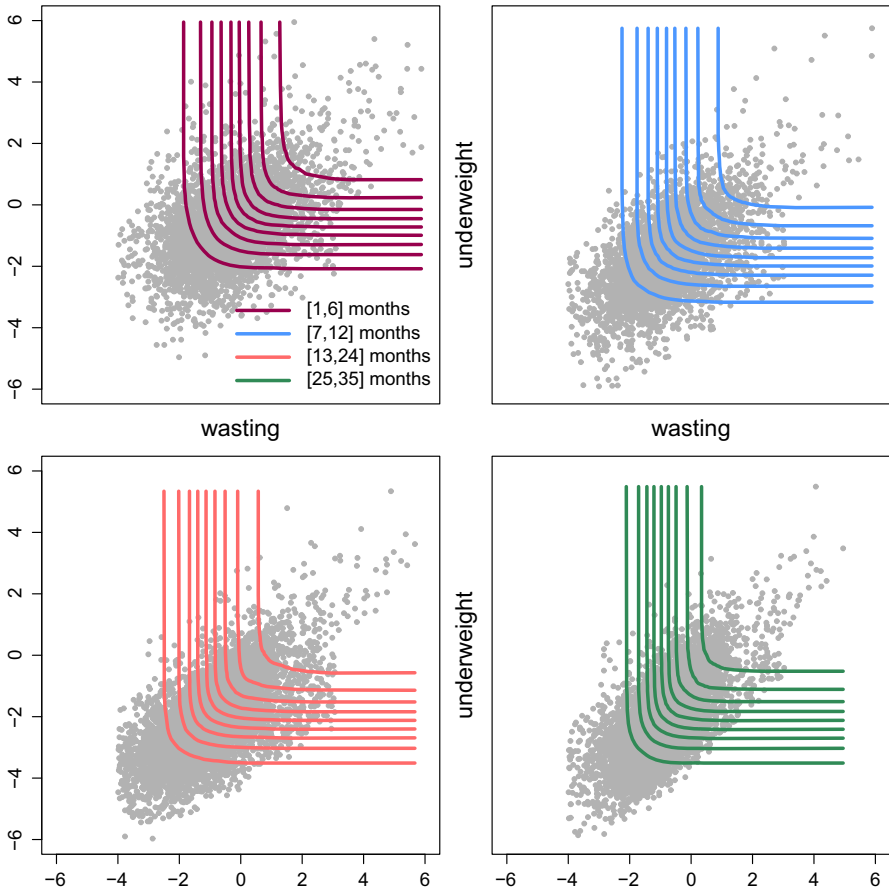 6
4
2
0
−2
−4
−6
underweight
[1,6] months
[7,12] months
[13,24] months
[25,35] months
wasting
wasting
6
4
2
0
−2
−4
−6
underweight
−6 −4 −2 0 2 4 6
−6 −4 −2 0 2 4 6